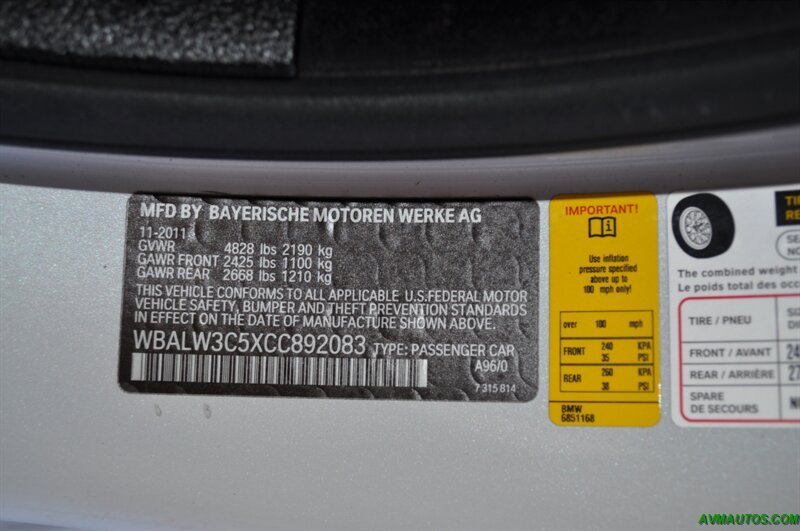 MFD BY BAYERISCHE MOTOREN WERKE AG
11-2011
GVWR 4828 lbs 2190 kg
GAWR FRONT 2425 lbs 1100 kg
GAWR REAR 2668 lbs 1210 kg
THIS VEHICLE CONFORMS TO ALL APPLICABLE U.S.FEDERAL MOTOR
VEHICLE SAFETY, BUMPER AND THEFT PREVENTION STANDARDS
IN EFFECT ON THE DATE OF MANUFACTURE SHOWN ABOVE.
WBALW3C5XCC892083 TYPE: PASSENGER CAR
A96/0
7 315 814
IMPORTANT!
Use inflation
pressure specified
above up to
100 mph only!
over 100 mph
FRONT 240 KPA
35 PSI
REAR 260 KPA
38 PSI
BMW
6851168
The combined weight
Le poids total des occ
TIRE / PNEU
FRONT / AVANT 24
REAR / ARRIÈRE 27
SPARE
DE SECOURS
AVMAUTOS.COM